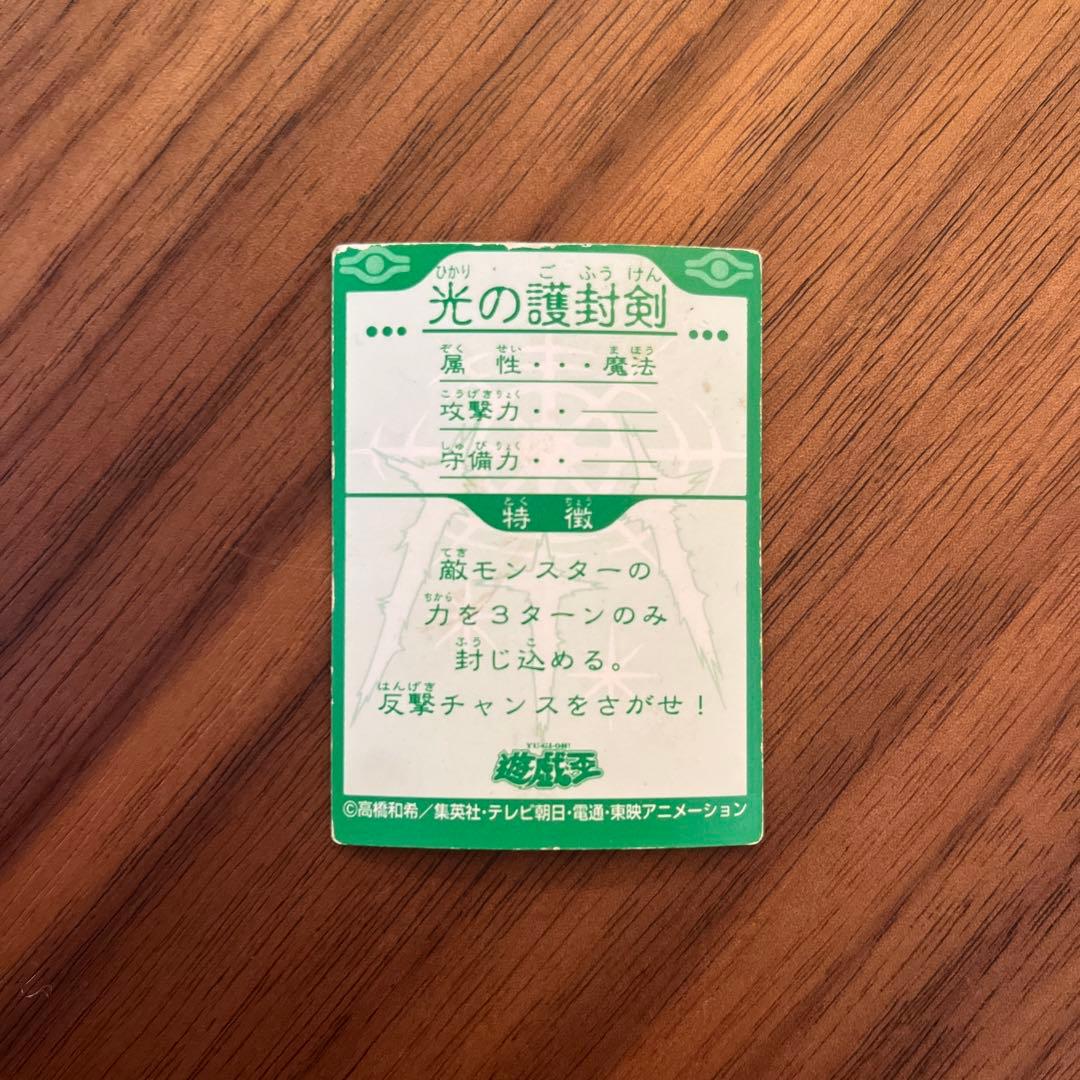 ひかり ご ふう けん
光の護封剣
ぞく せい ま ほう
属 性・・・魔法
こうげきりょく
攻撃力・・――
しゅ び りょく
守備力・・――
とく ちょう
特 徴
てき
敵モンスターの
ちから
力を3ターンのみ
ふう こ
封じ込める。
はんげき
反撃チャンスをさがせ!
YU-GI-OH!
遊戯王
©高橋和希/集英社・テレビ朝日・電通・東映アニメーション